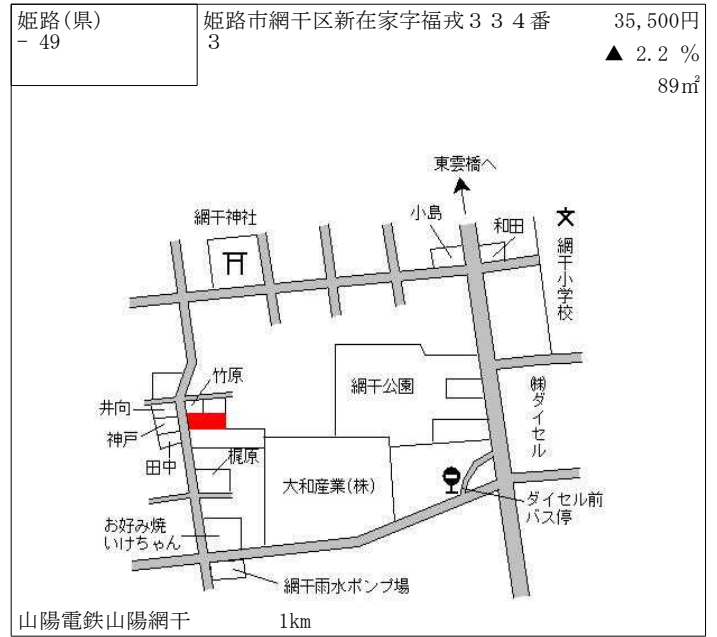 姫路(県)
- 49
姫路市網干区新在家字福戎３３４番
3
35,500円
▲ 2.2 %
89㎡
東雲橋へ
網干神社
小島
和田
文
網干小学校
竹原
網干公園
井向
神戸
田中
梶原
㈱ダイセル
大和産業(株)
ダイセル前
バス停
お好み焼
いけちゃん
網干雨水ポンプ場
山陽電鉄山陽網干 1km